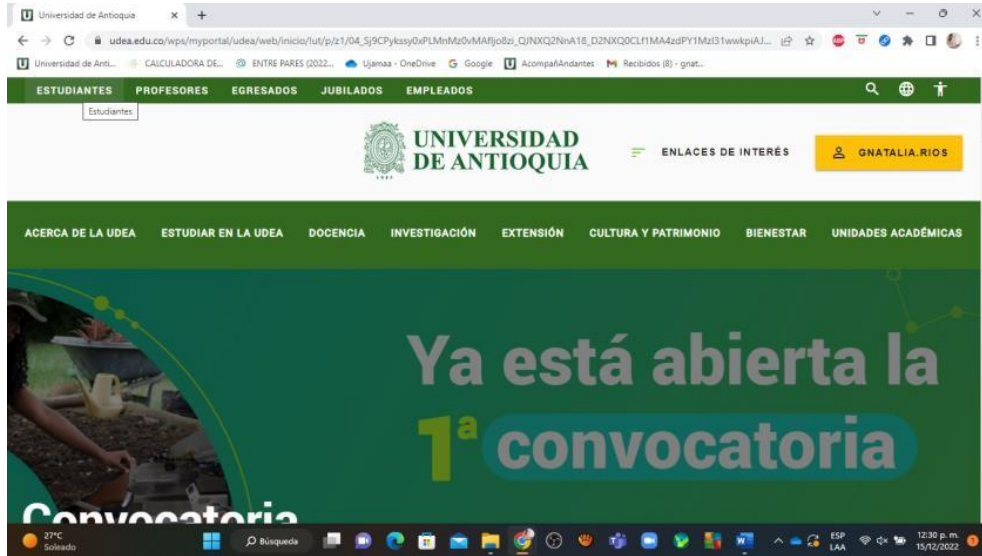 Universidad de Antioquia
udea.edu.co/wps/myportal/udea/web/inicio/!ut/p/z1/
Universidad de Anti...
CALCULADORA DE...
ENTRE PARES (2022...
Ujamaa - OneDrive
Google
AcompañAndantes
Recibidos (8) - gnat...
ESTUDIANTES
PROFESORES
EGRESADOS
JUBILADOS
EMPLEADOS
Estudiantes
UNIVERSIDAD
DE ANTIOQUIA
1803
ENLACES DE INTERÉS
GNATALIA.RIOS
ACERCA DE LA UDEA
ESTUDIAR EN LA UDEA
DOCENCIA
INVESTIGACIÓN
EXTENSIÓN
CULTURA Y PATRIMONIO
BIENESTAR
UNIDADES ACADÉMICAS
Ya está abierta la
1ª convocatoria
Convocatoria
27°C
Soleado
Búsqueda
ESP
LAA
12:30 p. m.
15/12/2022